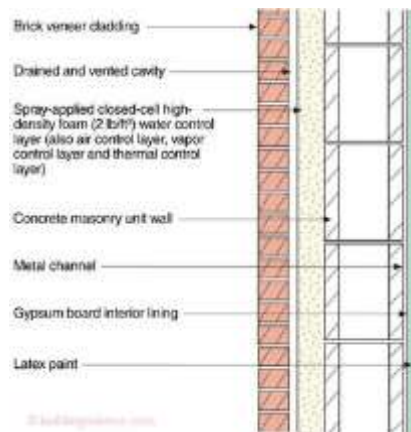 Brick veneer cladding
Drained and vented cavity
Spray-applied closed-cell high-
density foam (2 lb/ft³) water control
layer (also air control layer, vapor
control layer and thermal control
layer)
Concrete masonry unit wall
Metal channel
Gypsum board interior lining
Latex paint